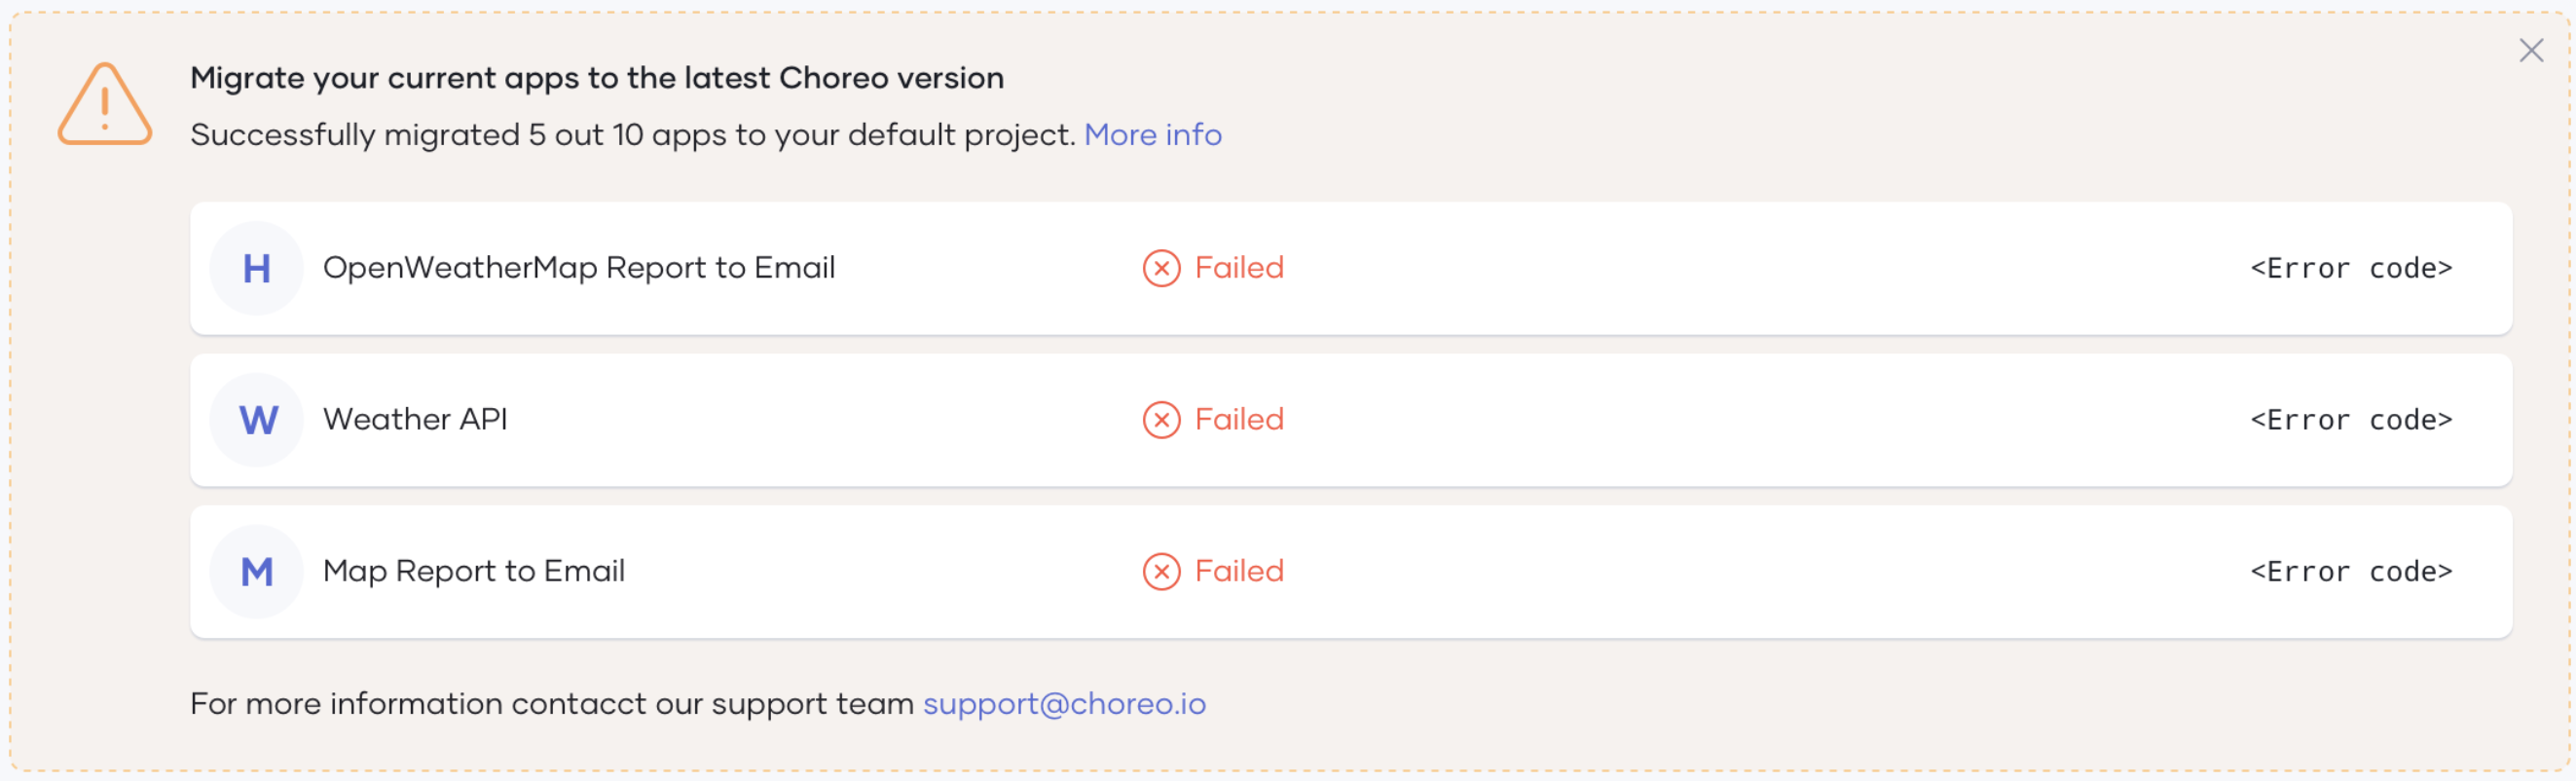 Migrate your current apps to the latest Choreo version
Successfully migrated 5 out 10 apps to your default project. More info
H OpenWeatherMap Report to Email Failed <Error code>
W Weather API Failed <Error code>
M Map Report to Email Failed <Error code>
For more information contacct our support team support@choreo.io